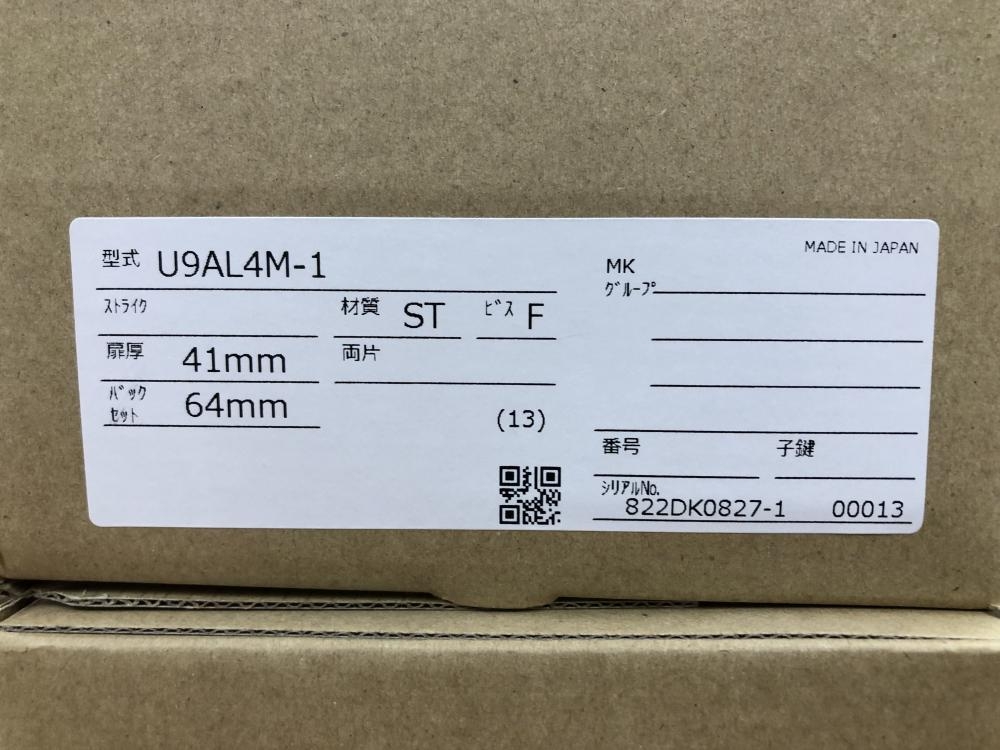 型式 U9AL4M-1
MADE IN JAPAN
MK
ｸﾞﾙｰﾌﾟ
ｽﾄﾗｲｸ
材質 ST ﾋﾞｽ F
扉厚 41mm
両片
ﾊﾞｯｸ
ｾｯﾄ 64mm
(13)
番号 子鍵
ｼﾘｱﾙNo.
822DK0827-1 00013